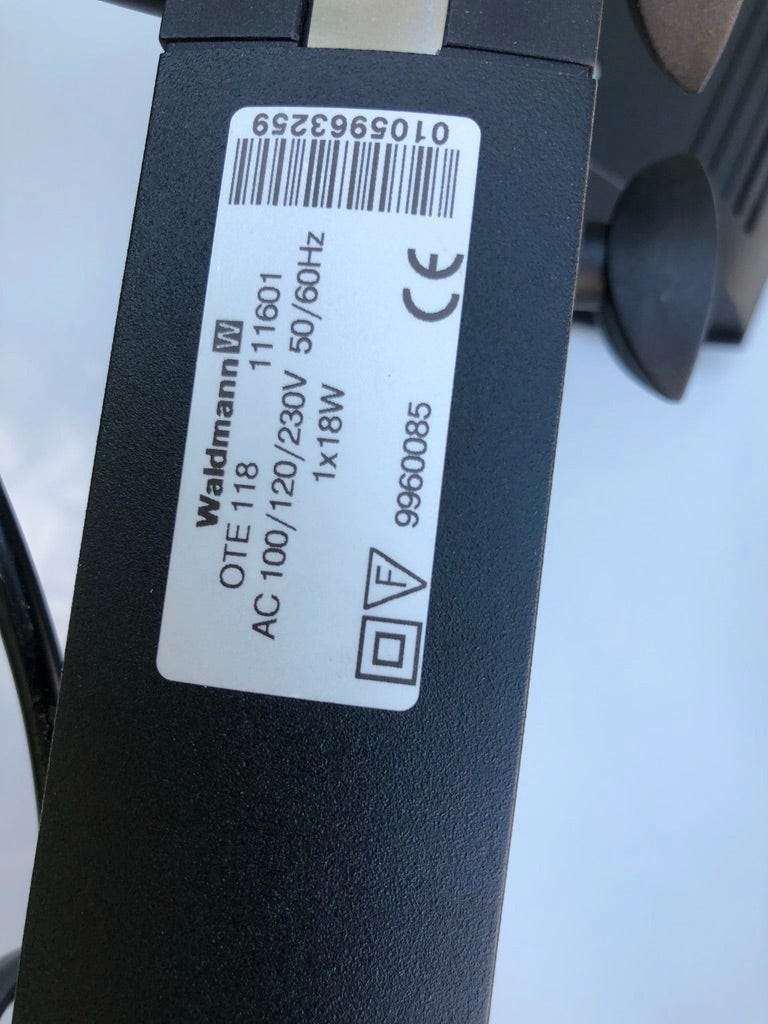 Waldmann W
OTE 118 111601
AC 100/120/230V 50/60Hz
1x18W
F 9960085
CE
0105963259